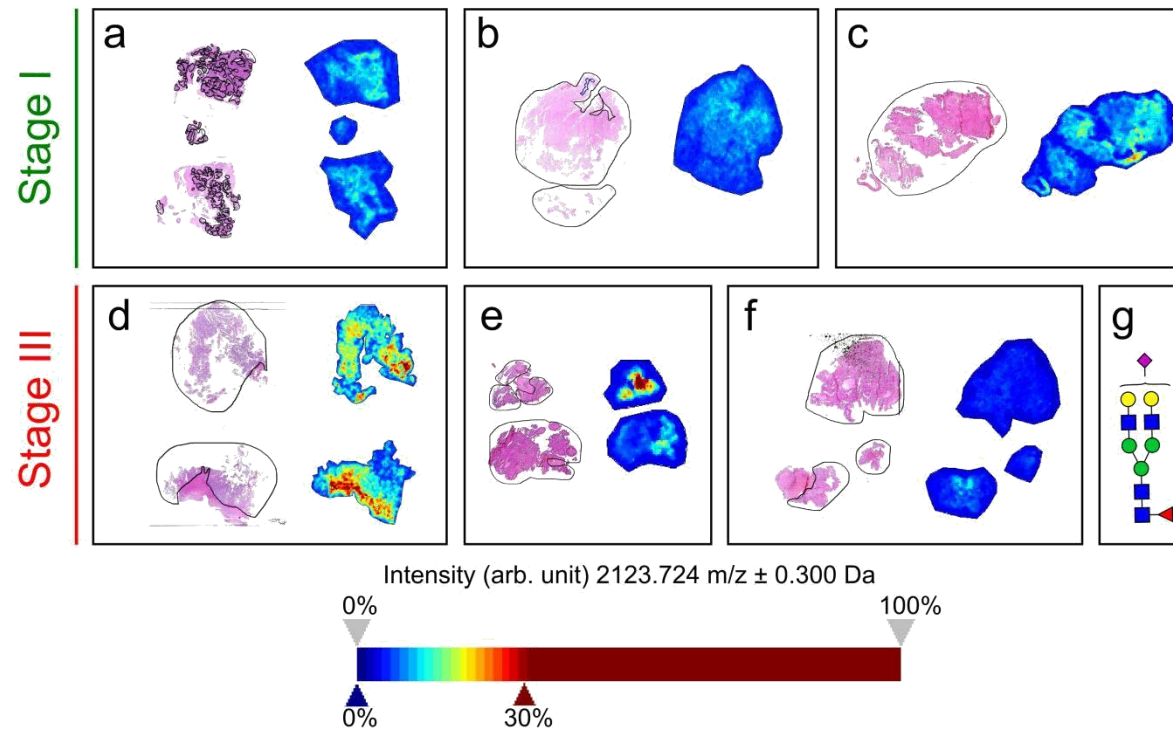 Stage I
a
b
c
Stage III
d
e
f
g
Intensity (arb. unit) 2123.724 m/z ± 0.300 Da
0%
100%
0%
30%